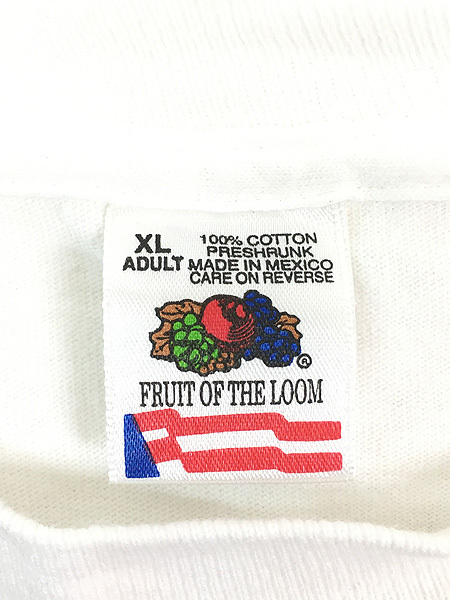 XL
ADULT
100% COTTON
PRESHRUNK
MADE IN MEXICO
CARE ON REVERSE
®
FRUIT OF THE LOOM